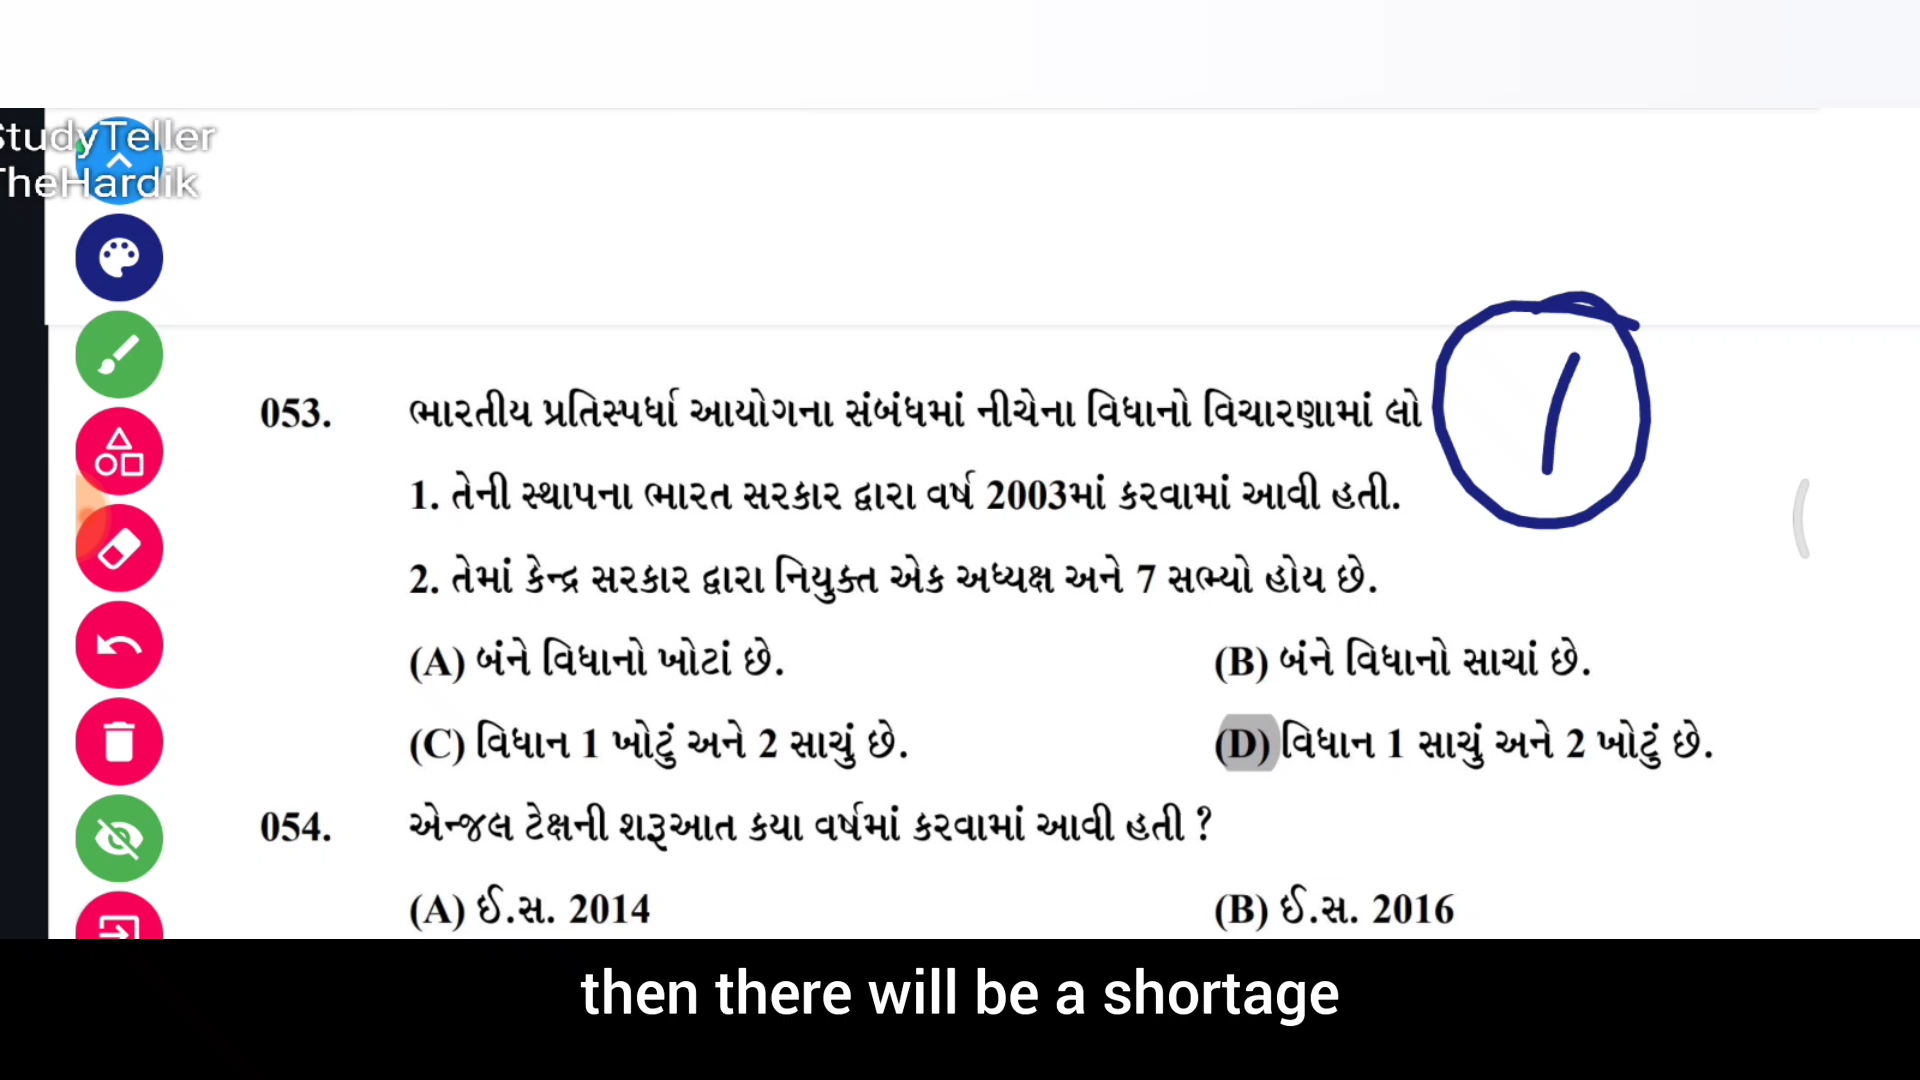 StudyTeller
TheHardik
1
053. ભારતીય પ્રતિસ્પર્ધા આયોગના સંબંધમાં નીચેના વિધાનો વિચારણામાં લો
1. તેની સ્થાપના ભારત સરકાર દ્વારા વર્ષ 2003માં કરવામાં આવી હતી.
2. તેમાં કેન્દ્ર સરકાર દ્વારા નિયુક્ત એક અધ્યક્ષ અને 7 સભ્યો હોય છે.
(A) બંને વિધાનો ખોટાં છે. (B) બંને વિધાનો સાચાં છે.
(C) વિધાન 1 ખોટું અને 2 સાચું છે. (D) વિધાન 1 સાચું અને 2 ખોટું છે.
054. એન્જલ ટેક્ષની શરૂઆત કયા વર્ષમાં કરવામાં આવી હતી ?
(A) ઈ.સ. 2014 (B) ઈ.સ. 2016
then there will be a shortage